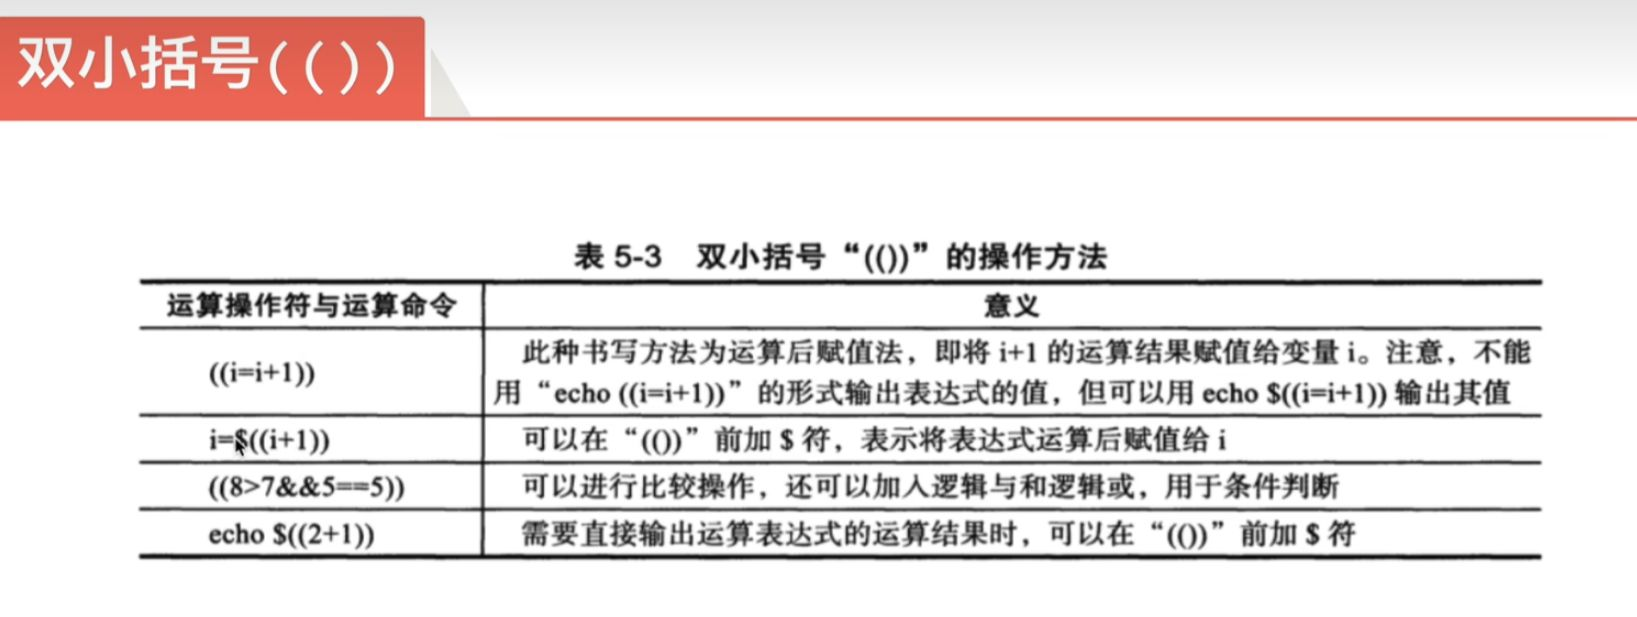 双小括号(())
表 5-3 双小括号“(())”的操作方法
运算操作符与运算命令 意义
((i=i+1)) 此种书写方法为运算后赋值法，即将 i+1 的运算结果赋值给变量 i。注意，不能
用“echo ((i=i+1))”的形式输出表达式的值，但可以用 echo $((i=i+1)) 输出其值
i=$((i+1)) 可以在“(())”前加 $ 符，表示将表达式运算后赋值给 i
((8>7&&5==5)) 可以进行比较操作，还可以加入逻辑与和逻辑或，用于条件判断
echo $((2+1)) 需要直接输出运算表达式的运算结果时，可以在“(())”前加 $ 符